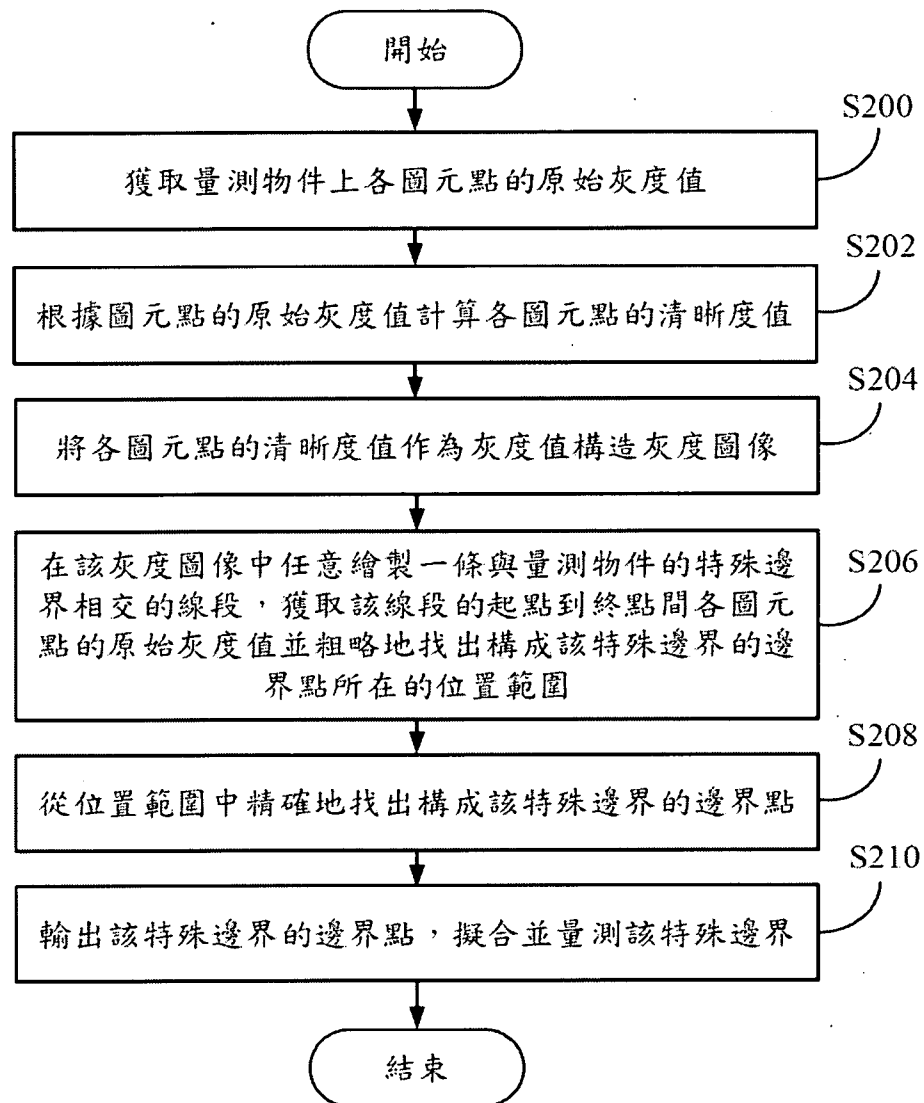 開始
S200
獲取量測物件上各圖元點的原始灰度值
S202
根據圖元點的原始灰度值計算各圖元點的清晰度值
S204
將各圖元點的清晰度值作為灰度值構造灰度圖像
S206
在該灰度圖像中任意繪製一條與量測物件的特殊邊
界相交的線段，獲取該線段的起點到終點間各圖元
點的原始灰度值並粗略地找出構成該特殊邊界的邊
界點所在的位置範圍
S208
從位置範圍中精確地找出構成該特殊邊界的邊界點
S210
輸出該特殊邊界的邊界点，擬合並量測該特殊邊界
結束